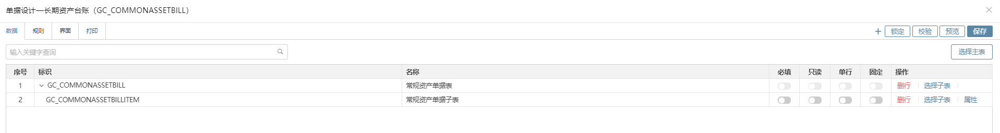 单据设计—长期资产台账（GC_COMMONASSETBILL）
数据 规则 界面 打印 + 锁定 校验 预览 保存
输入关键字查询 选择主表
序号 标识 名称 必填 只读 单行 固定 操作
1 GC_COMMONASSETBILL 常规资产单据表 删行 选择子表
2 GC_COMMONASSETBILLITEM 常规资产单据子表 删行 选择子表 属性